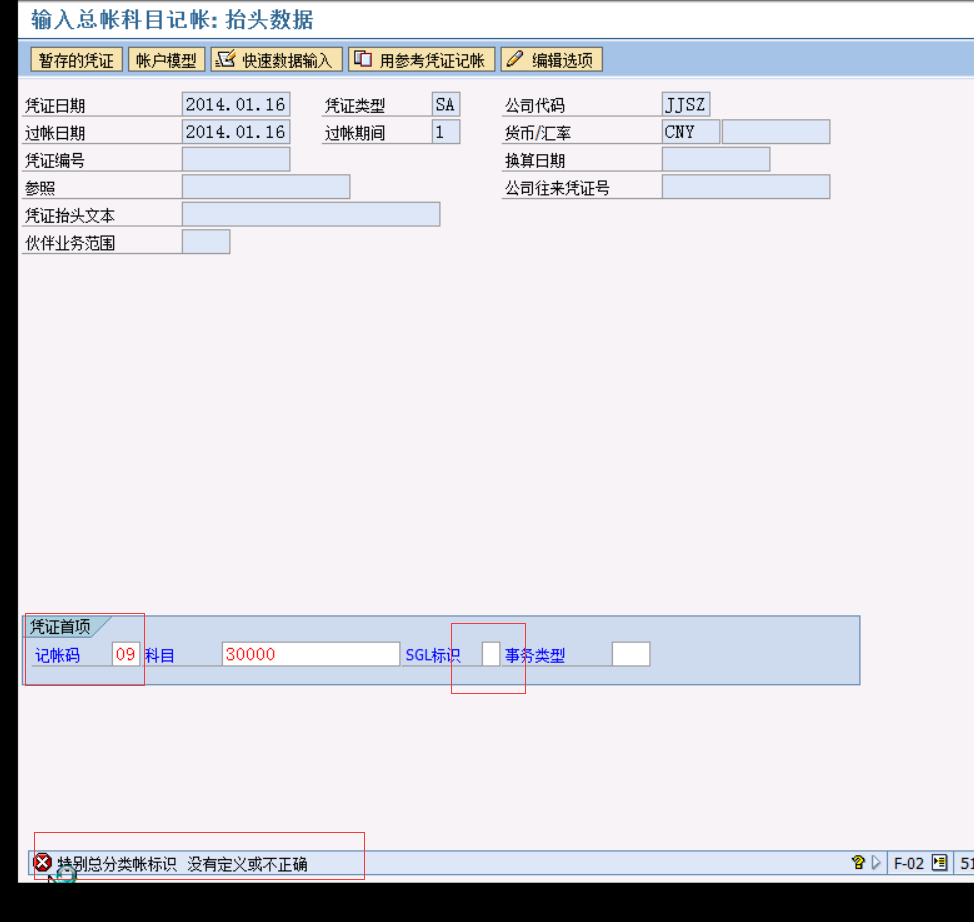 输入总帐科目记帐: 抬头数据
暂存的凭证 帐户模型 快速数据输入 用参考凭证记帐 编辑选项
凭证日期 2014.01.16 凭证类型 SA 公司代码 JJSZ
过帐日期 2014.01.16 过帐期间 1 货币/汇率 CNY
凭证编号 换算日期
参照 公司往来凭证号
凭证抬头文本
伙伴业务范围
凭证首项
记帐码 09 科目 30000 SGL标识 事务类型
特别总分类帐标识 没有定义或不正确 F-02 51